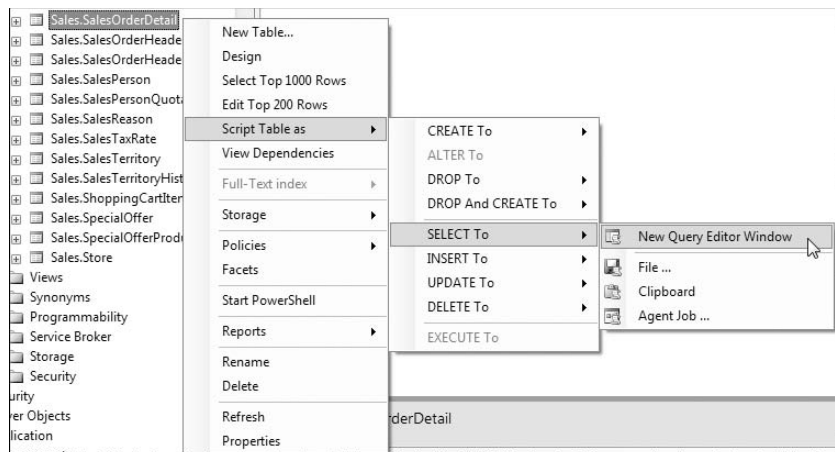 Sales.SalesOrderDetail
Sales.SalesOrderHeade
Sales.SalesOrderHeade
Sales.SalesPerson
Sales.SalesPersonQuota
Sales.SalesReason
Sales.SalesTaxRate
Sales.SalesTerritory
Sales.SalesTerritoryHist
Sales.ShoppingCartIter
Sales.SpecialOffer
Sales.SpecialOfferProdu
Sales.Store
Views
Synonyms
Programmability
Service Broker
Storage
Security
urity
ver Objects
lication
New Table...
Design
Select Top 1000 Rows
Edit Top 200 Rows
Script Table as
View Dependencies
Full-Text index
Storage
Policies
Facets
Start PowerShell
Reports
Rename
Delete
Refresh
Properties
CREATE To
ALTER To
DROP To
DROP And CREATE To
SELECT To
INSERT To
UPDATE To
DELETE To
EXECUTE To
New Query Editor Window
File ...
Clipboard
Agent Job ...
rderDetail